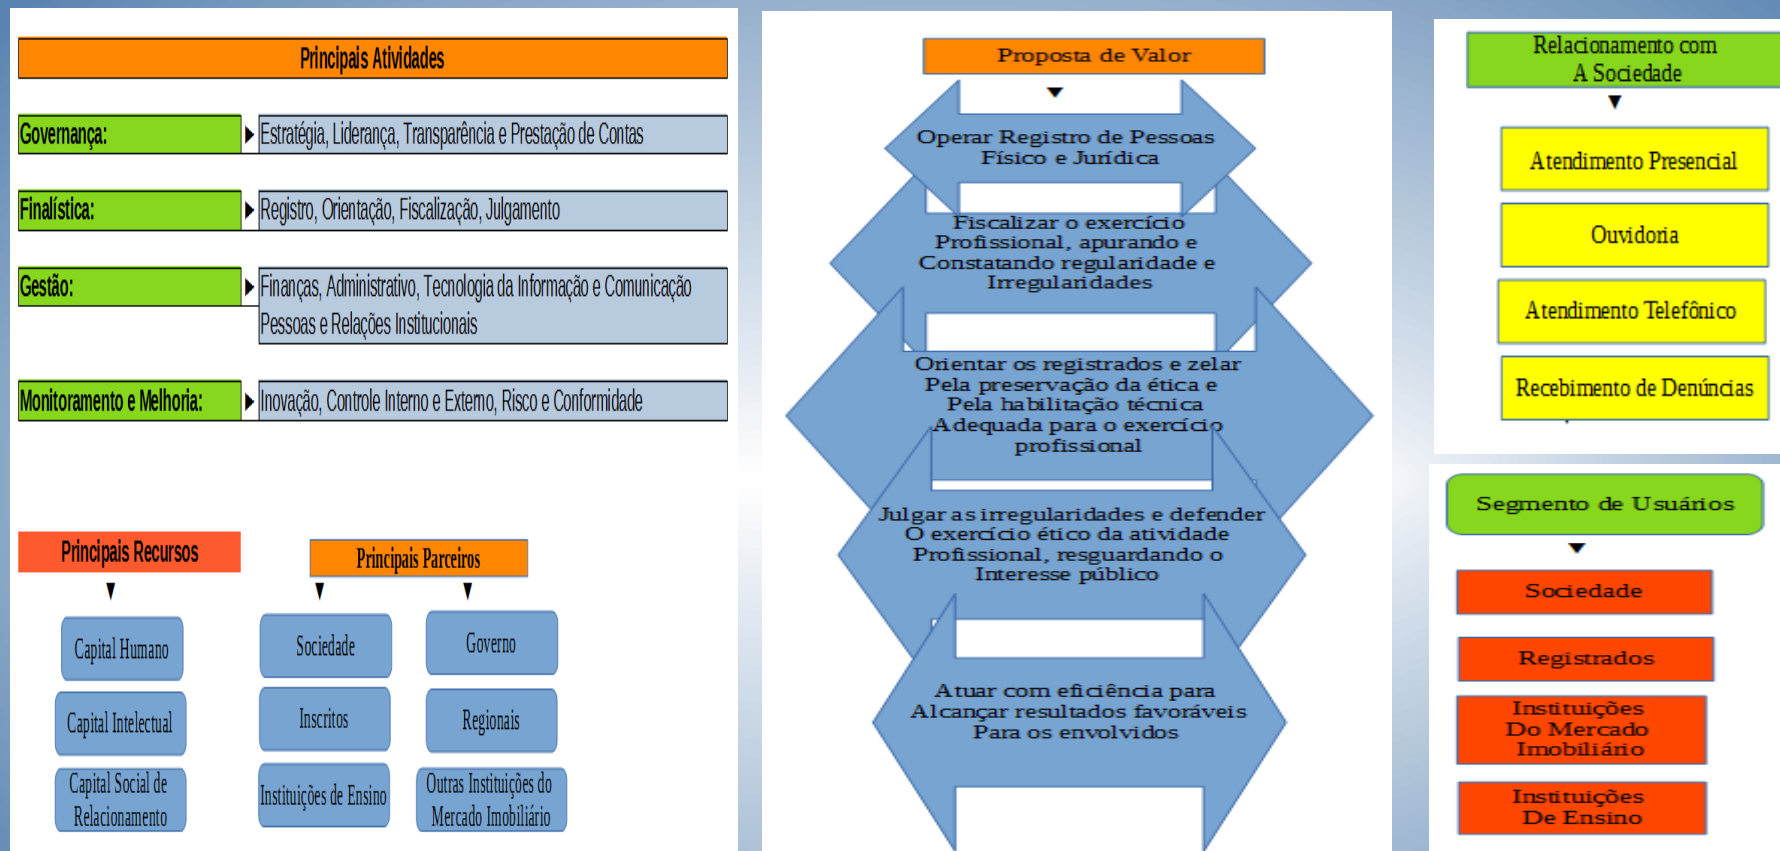 Principais Atividades
Governança:
Estratégia, Liderança, Transparência e Prestação de Contas
Finalística:
Registro, Orientação, Fiscalização, Julgamento
Gestão:
Finanças, Administrativo, Tecnologia da Informação e Comunicação
Pessoas e Relações Institucionais
Monitoramento e Melhoria:
Inovação, Controle Interno e Externo, Risco e Conformidade
Principais Recursos
Capital Humano
Capital Intelectual
Capital Social de
Relacionamento
Principais Parceiros
Sociedade
Inscritos
Instituições de Ensino
Governo
Regionais
Outras Instituições do
Mercado Imobiliário
Proposta de Valor
Operar Registro de Pessoas
Físico e Jurídica
Fiscalizar o exercício
Profissional, apurando e
Constatando regularidade e
Irregularidades
Orientar os registrados e zelar
Pela preservação da ética e
Pela habilitação técnica
Adequada para o exercício
profissional
Julgar as irregularidades e defender
O exercício ético da atividade
Profissional, resguardando o
Interesse público
Atuar com eficiência para
Alcançar resultados favoráveis
Para os envolvidos
Relacionamento com
A Sociedade
Atendimento Presencial
Ouvidoria
Atendimento Telefônico
Recebimento de Denúncias
Segmento de Usuários
Sociedade
Registrados
Instituições
Do Mercado
Imobiliário
Instituições
De Ensino